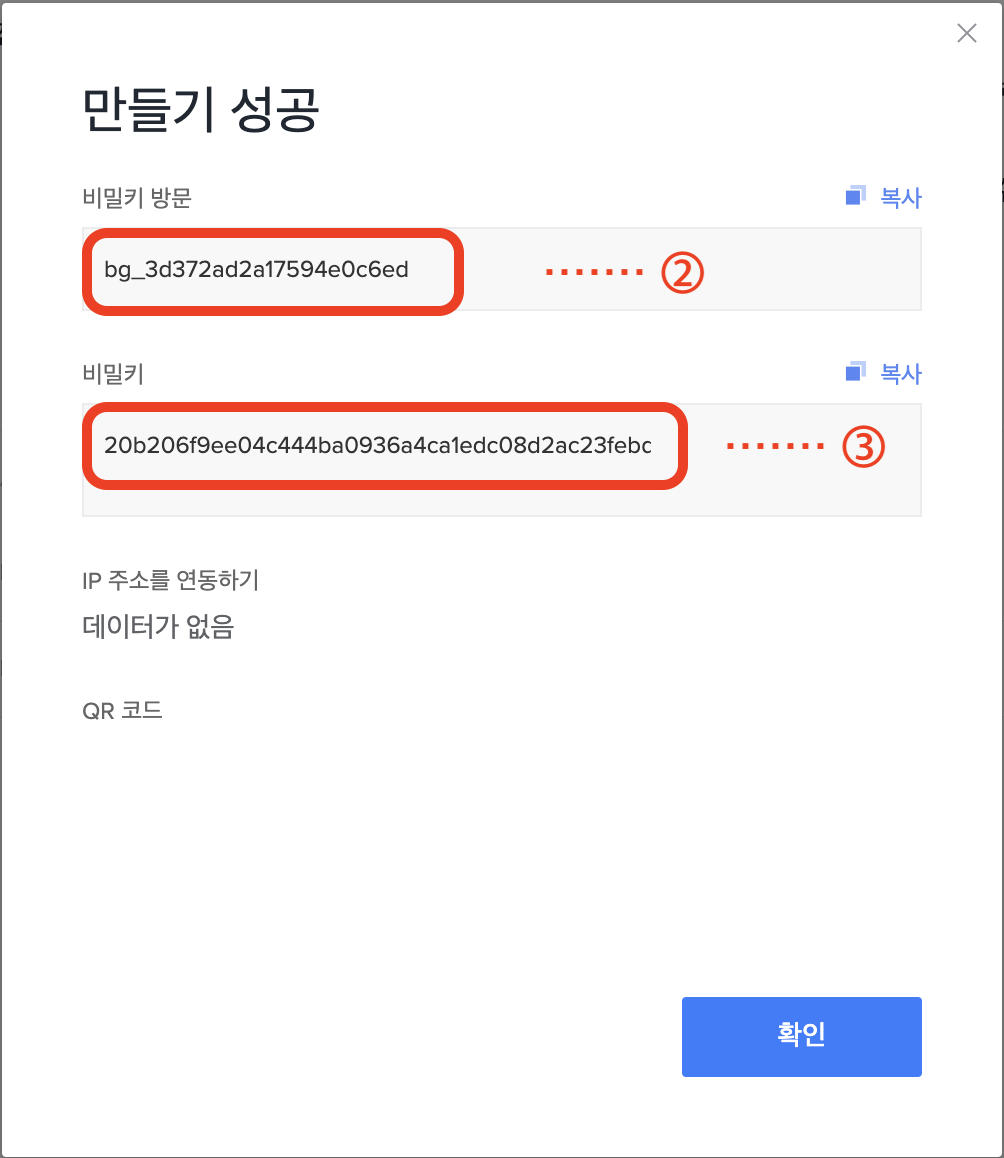 만들기 성공
비밀키 방문
복사
bg_3d372ad2a17594e0c6ed
②
비밀키
복사
20b206f9ee04c444ba0936a4ca1edc08d2ac23febc
③
IP 주소를 연동하기
데이터가 없음
QR 코드
확인